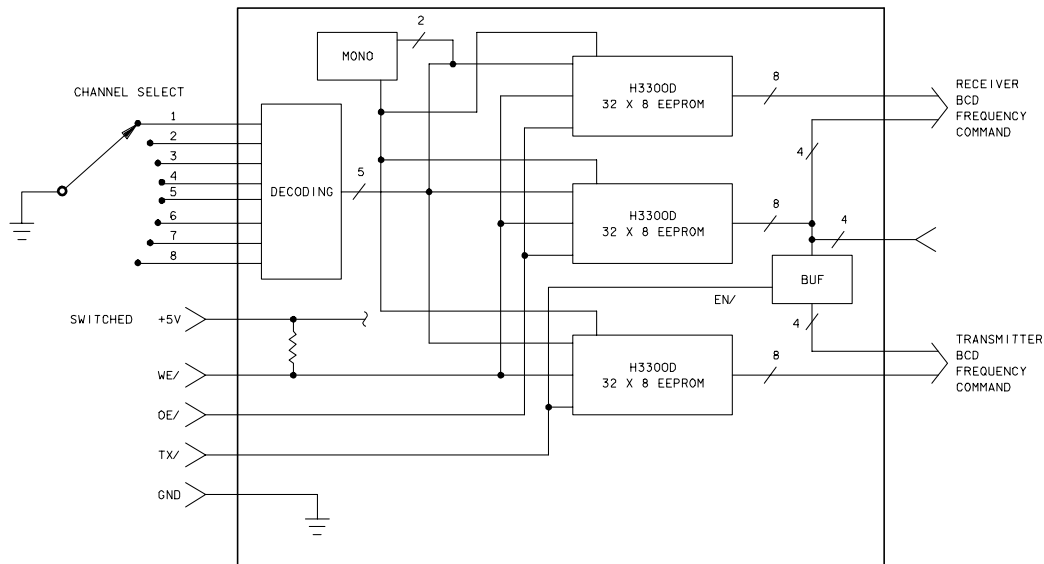 2
MONO
H3300D
32 X 8 EEPROM
8
RECEIVER
BCD
FREQUENCY
COMMAND
CHANNEL SELECT
1
2
3
4
5
6
7
8
DECODING
5
4
H3300D
32 X 8 EEPROM
8
4
BUF
EN/
4
SWITCHED +5V
H3300D
32 X 8 EEPROM
8
TRANSMITTER
BCD
FREQUENCY
COMMAND
WE/
OE/
TX/
GND